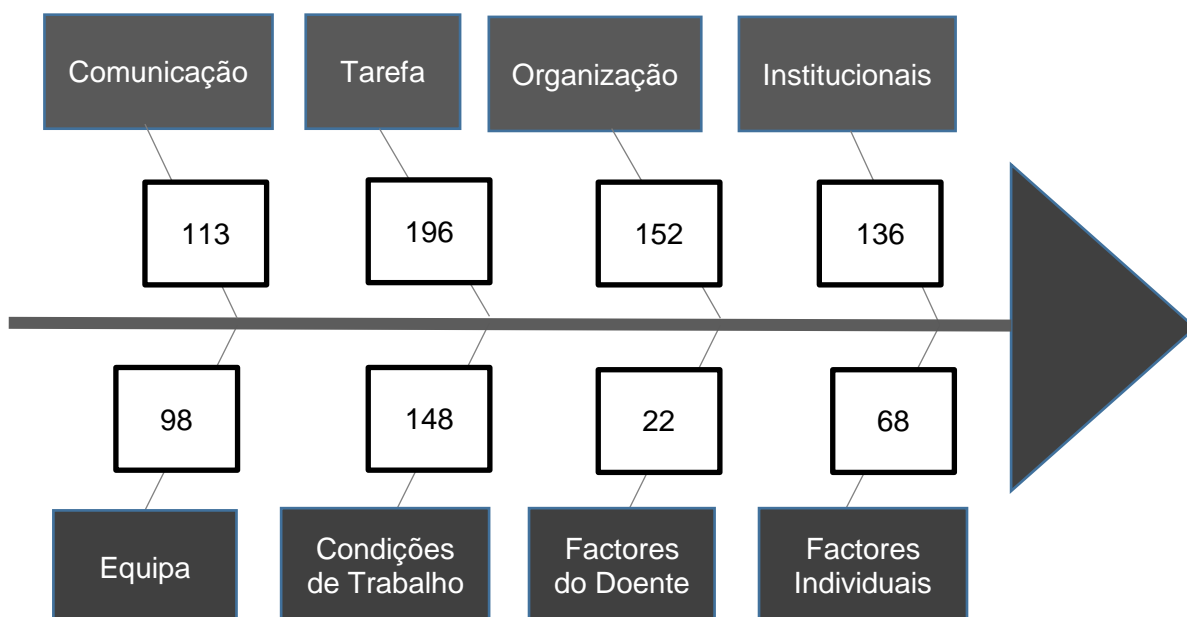 Comunicação
Tarefa
Organização
Institucionais
113
196
152
136
98
148
22
68
Equipa
Condições
de Trabalho
Factores
do Doente
Factores
Individuais